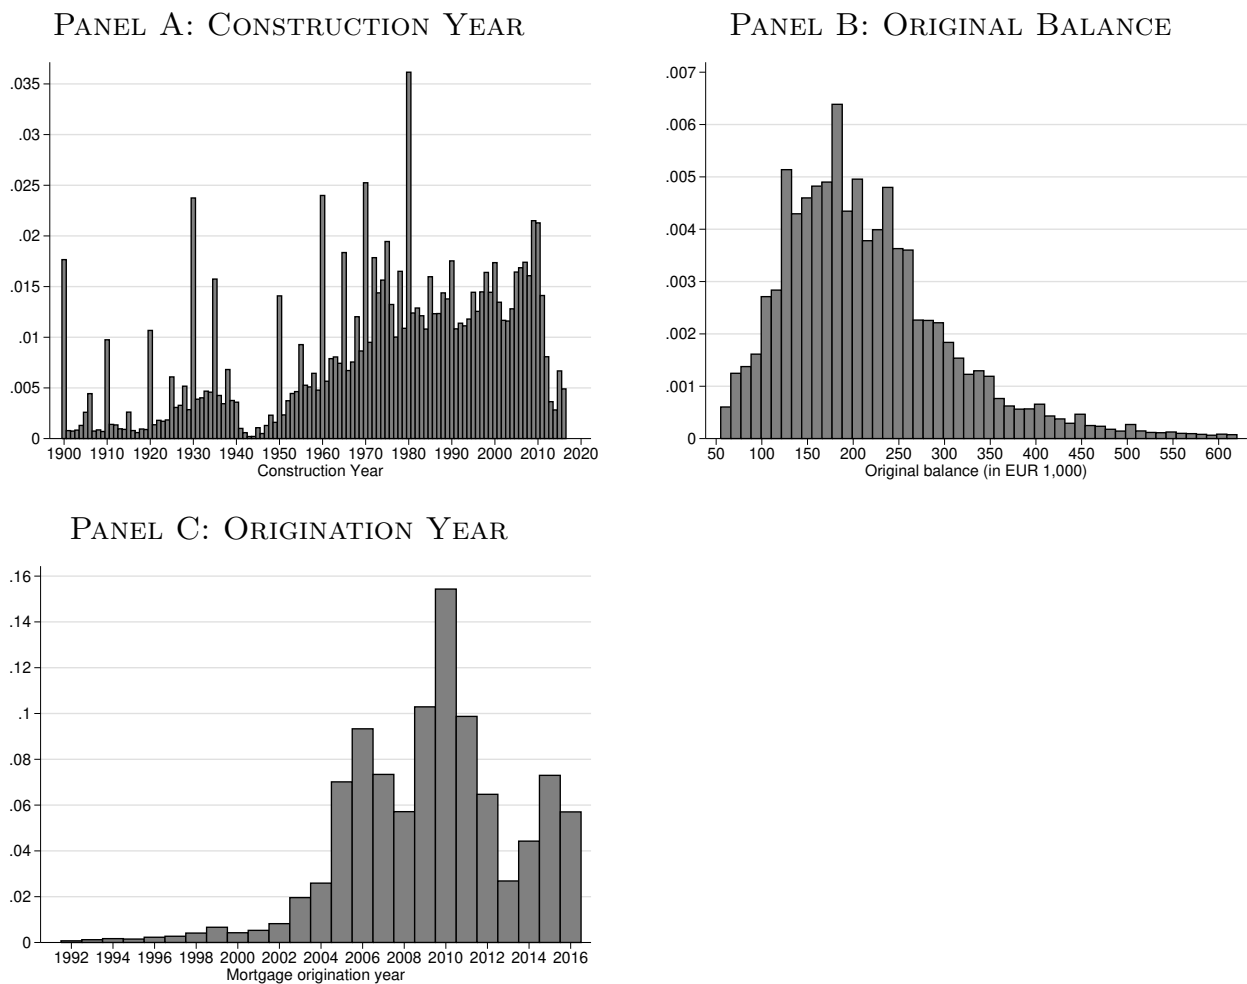 PANEL A: CONSTRUCTION YEAR
.035
.03
.025
.02
.015
.01
.005
0
1900 1910 1920 1930 1940 1950 1960 1970 1980 1990 2000 2010 2020
Construction Year
PANEL B: ORIGINAL BALANCE
.007
.006
.005
.004
.003
.002
.001
0
50 100 150 200 250 300 350 400 450 500 550 600
Original balance (in EUR 1,000)
PANEL C: ORIGINATION YEAR
.16
.14
.12
.1
.08
.06
.04
.02
0
1992 1994 1996 1998 2000 2002 2004 2006 2008 2010 2012 2014 2016
Mortgage origination year